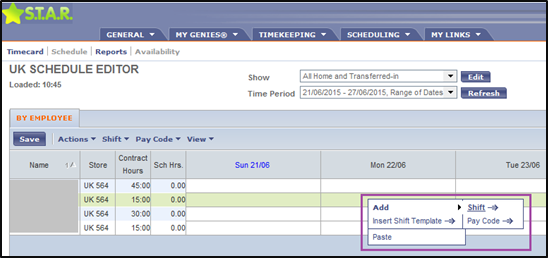 S.T.A.R.
GENERAL MY GENIES® TIMEKEEPING SCHEDULING MY LINKS
Timecard Schedule Reports Availability
UK SCHEDULE EDITOR
Loaded: 10:45
Show All Home and Transferred-in Edit
Time Period 21/06/2015 - 27/06/2015, Range of Dates Refresh
BY EMPLOYEE
Save Actions Shift Pay Code View
Name 1 Store Contract Hours Sch Hrs. Sun 21/06 Mon 22/06 Tue 23/06
UK 564 45:00 0.00
UK 564 15:00 0.00
UK 564 30:00 0.00
UK 564 15:00 0.00
Add Shift
Insert Shift Template Pay Code
Paste